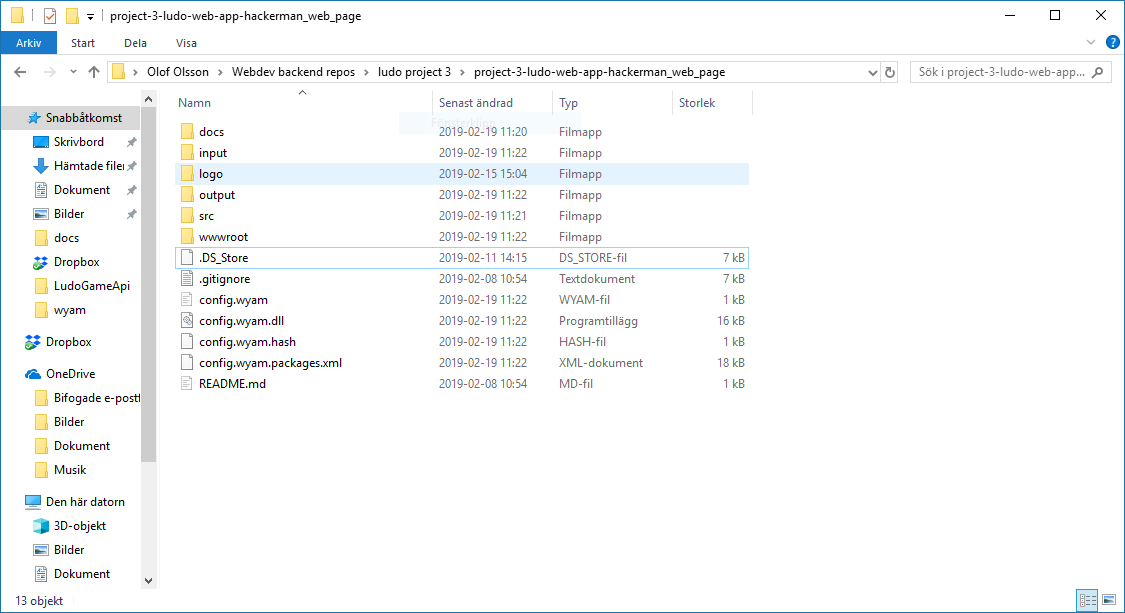 project-3-ludo-web-app-hackerman_web_page
Arkiv Start Dela Visa
Olof Olsson Webdev backend repos ludo project 3 project-3-ludo-web-app-hackerman_web_page Sök i project-3-ludo-web-app-...
Namn Senast ändrad Typ Storlek
Fönsterklipp
Snabbåtkomst
Skrivbord
Hämtade filer
Dokument
Bilder
docs
Dropbox
LudoGameApi
wyam
Dropbox
OneDrive
Bifogade e-postf
Bilder
Dokument
Musik
Den här datorn
3D-objekt
Bilder
Dokument
docs 2019-02-19 11:20 Filmapp
input 2019-02-19 11:22 Filmapp
logo 2019-02-15 15:04 Filmapp
output 2019-02-19 11:22 Filmapp
src 2019-02-19 11:21 Filmapp
wwwroot 2019-02-19 11:22 Filmapp
.DS_Store 2019-02-11 14:15 DS_STORE-fil 7 kB
.gitignore 2019-02-08 10:54 Textdokument 7 kB
config.wyam 2019-02-19 11:22 WYAM-fil 1 kB
config.wyam.dll 2019-02-19 11:22 Programtillägg 16 kB
config.wyam.hash 2019-02-19 11:22 HASH-fil 1 kB
config.wyam.packages.xml 2019-02-19 11:22 XML-dokument 18 kB
README.md 2019-02-08 10:54 MD-fil 1 kB
13 objekt